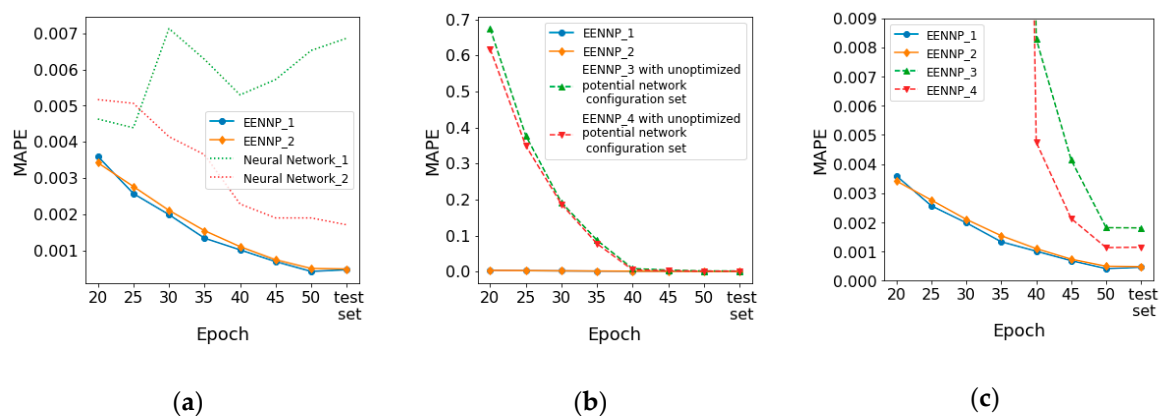 0.007
0.006
0.005
0.004
0.003
0.002
0.001
MAPE
EENNP_1
EENNP_2
Neural Network_1
Neural Network_2
20 25 30 35 40 45 50 test
set
Epoch
(a)
0.7
0.6
0.5
0.4
0.3
0.2
0.1
0.0
MAPE
EENNP_1
EENNP_2
EENNP_3 with unoptimized
potential network
configuration set
EENNP_4 with unoptimized
potential network
configuration set
20 25 30 35 40 45 50 test
set
Epoch
(b)
0.009
0.008
0.007
0.006
0.005
0.004
0.003
0.002
0.001
0.000
MAPE
EENNP_1
EENNP_2
EENNP_3
EENNP_4
20 25 30 35 40 45 50 test
set
Epoch
(c)